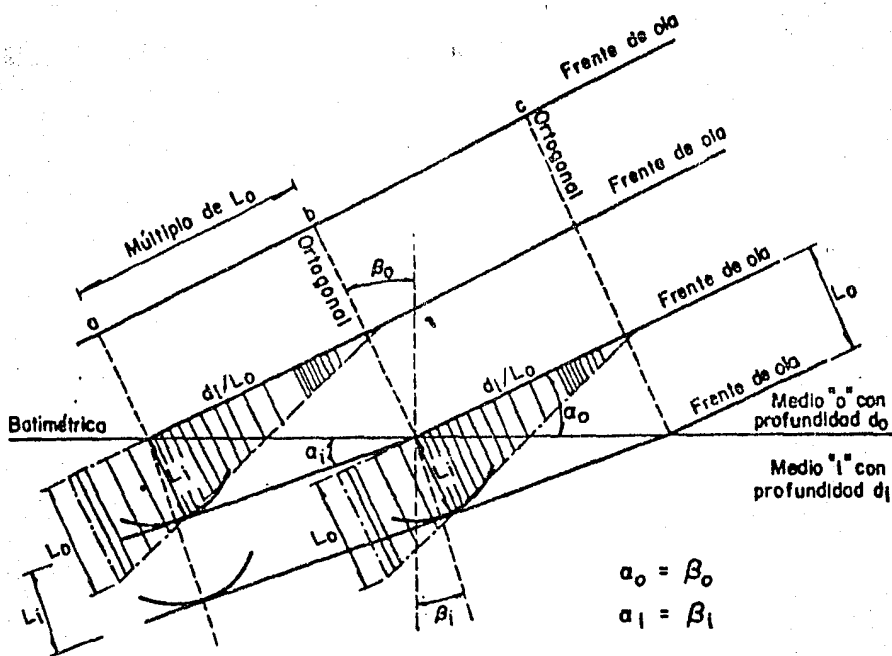 Frente de ola
c
Ortogonal
Frente de ola
Múltiplo de Lo
b
Ortogonal
βo
a
Frente de ola
Lo
di/Lo
di/Lo
αo
Frente de ola
Batimétrica
Medio "o" con
profundidad do
αi
Li
Li
Medio "i" con
profundidad di
Lo
Lo
Li
βi
αo = βo
αi = βi